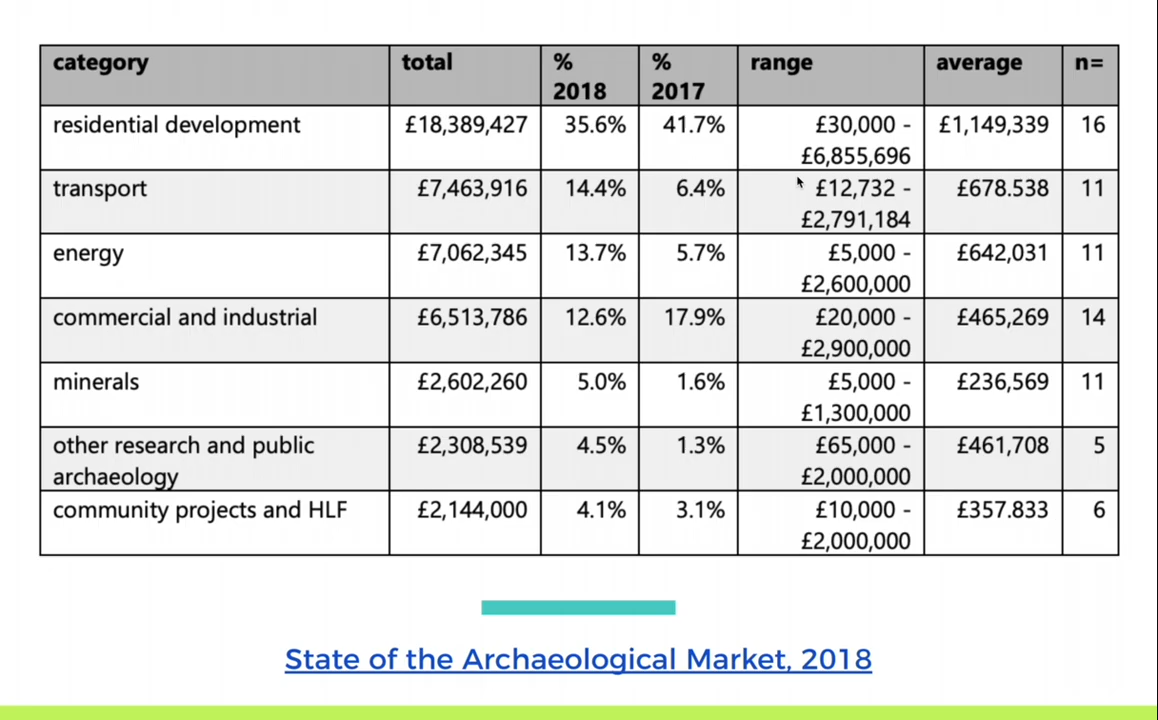 category total % 2018 % 2017 range average n=
residential development £18,389,427 35.6% 41.7% £30,000 - £6,855,696 £1,149,339 16
transport £7,463,916 14.4% 6.4% £12,732 - £2,791,184 £678.538 11
energy £7,062,345 13.7% 5.7% £5,000 - £2,600,000 £642,031 11
commercial and industrial £6,513,786 12.6% 17.9% £20,000 - £2,900,000 £465,269 14
minerals £2,602,260 5.0% 1.6% £5,000 - £1,300,000 £236,569 11
other research and public archaeology £2,308,539 4.5% 1.3% £65,000 - £2,000,000 £461,708 5
community projects and HLF £2,144,000 4.1% 3.1% £10,000 - £2,000,000 £357.833 6
State of the Archaeological Market, 2018